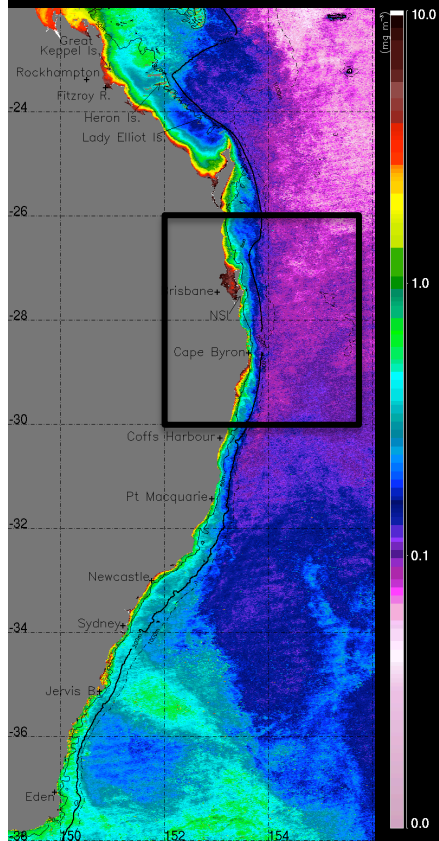 10.0
(mg m-3)
Great
Keppel Is.
Rockhampton
-24
Fitzroy R.
Heron Is.
Lady Elliot Is.
-26
1.0
risbane
NSI
-28
Cape Byron
-30
Coffs Harbour
Pt Macquarie
-32
0.1
Newcastle
Sydney
-34
Jervis B.
-36
Eden
0.0
-38
150
152
154